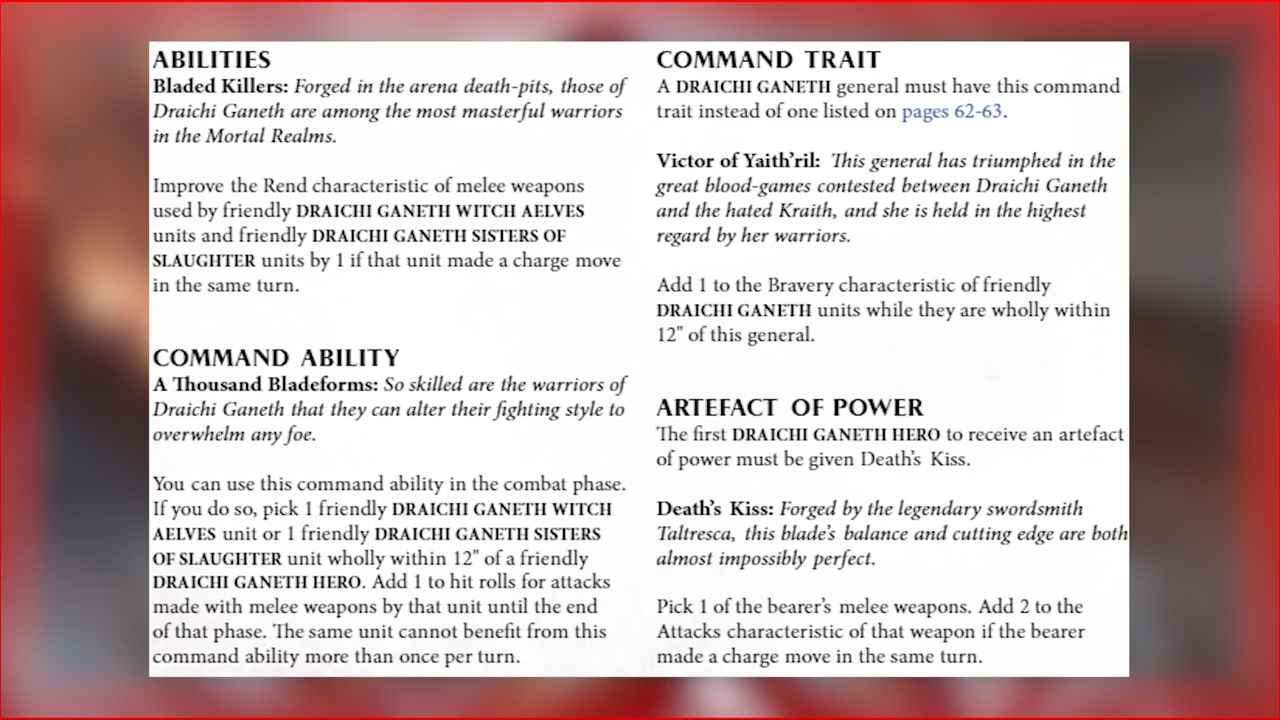 ABILITIES
Bladed Killers: Forged in the arena death-pits, those of
Draichi Ganeth are among the most masterful warriors
in the Mortal Realms.
Improve the Rend characteristic of melee weapons
used by friendly DRAICHI GANETH WITCH AELVES
units and friendly DRAICHI GANETH SISTERS OF
SLAUGHTER units by 1 if that unit made a charge move
in the same turn.
COMMAND ABILITY
A Thousand Bladeforms: So skilled are the warriors of
Draichi Ganeth that they can alter their fighting style to
overwhelm any foe.
You can use this command ability in the combat phase.
If you do so, pick 1 friendly DRAICHI GANETH WITCH
AELVES unit or 1 friendly DRAICHI GANETH SISTERS
OF SLAUGHTER unit wholly within 12" of a friendly
DRAICHI GANETH HERO. Add 1 to hit rolls for attacks
made with melee weapons by that unit until the end
of that phase. The same unit cannot benefit from this
command ability more than once per turn.
COMMAND TRAIT
A DRAICHI GANETH general must have this command
trait instead of one listed on pages 62-63.
Victor of Yaith’ril: This general has triumphed in the
great blood-games contested between Draichi Ganeth
and the hated Kraith, and she is held in the highest
regard by her warriors.
Add 1 to the Bravery characteristic of friendly
DRAICHI GANETH units while they are wholly within
12" of this general.
ARTEFACT OF POWER
The first DRAICHI GANETH HERO to receive an artefact
of power must be given Death’s Kiss.
Death’s Kiss: Forged by the legendary swordsmith
Taltresca, this blade’s balance and cutting edge are both
almost impossibly perfect.
Pick 1 of the bearer’s melee weapons. Add 2 to the
Attacks characteristic of that weapon if the bearer
made a charge move in the same turn.